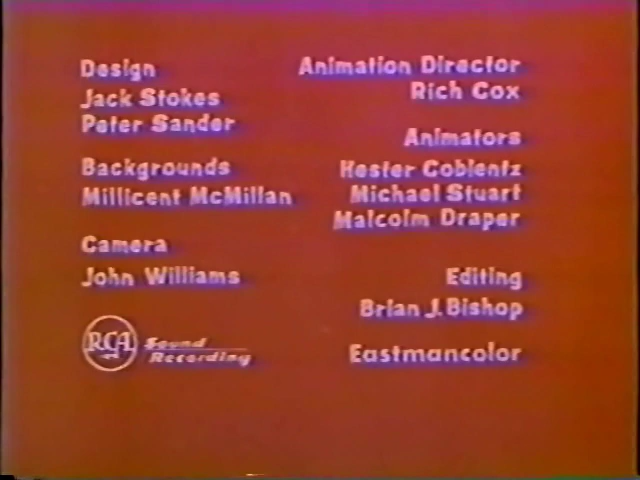 Design
Jack Stokes
Peter Sander
Backgrounds
Millicent McMillan
Camera
John Williams
RCA Sound
Recording
Animation Director
Rich Cox
Animators
Hester Coblentz
Michael Stuart
Malcolm Draper
Editing
Brian J. Bishop
Eastmancolor